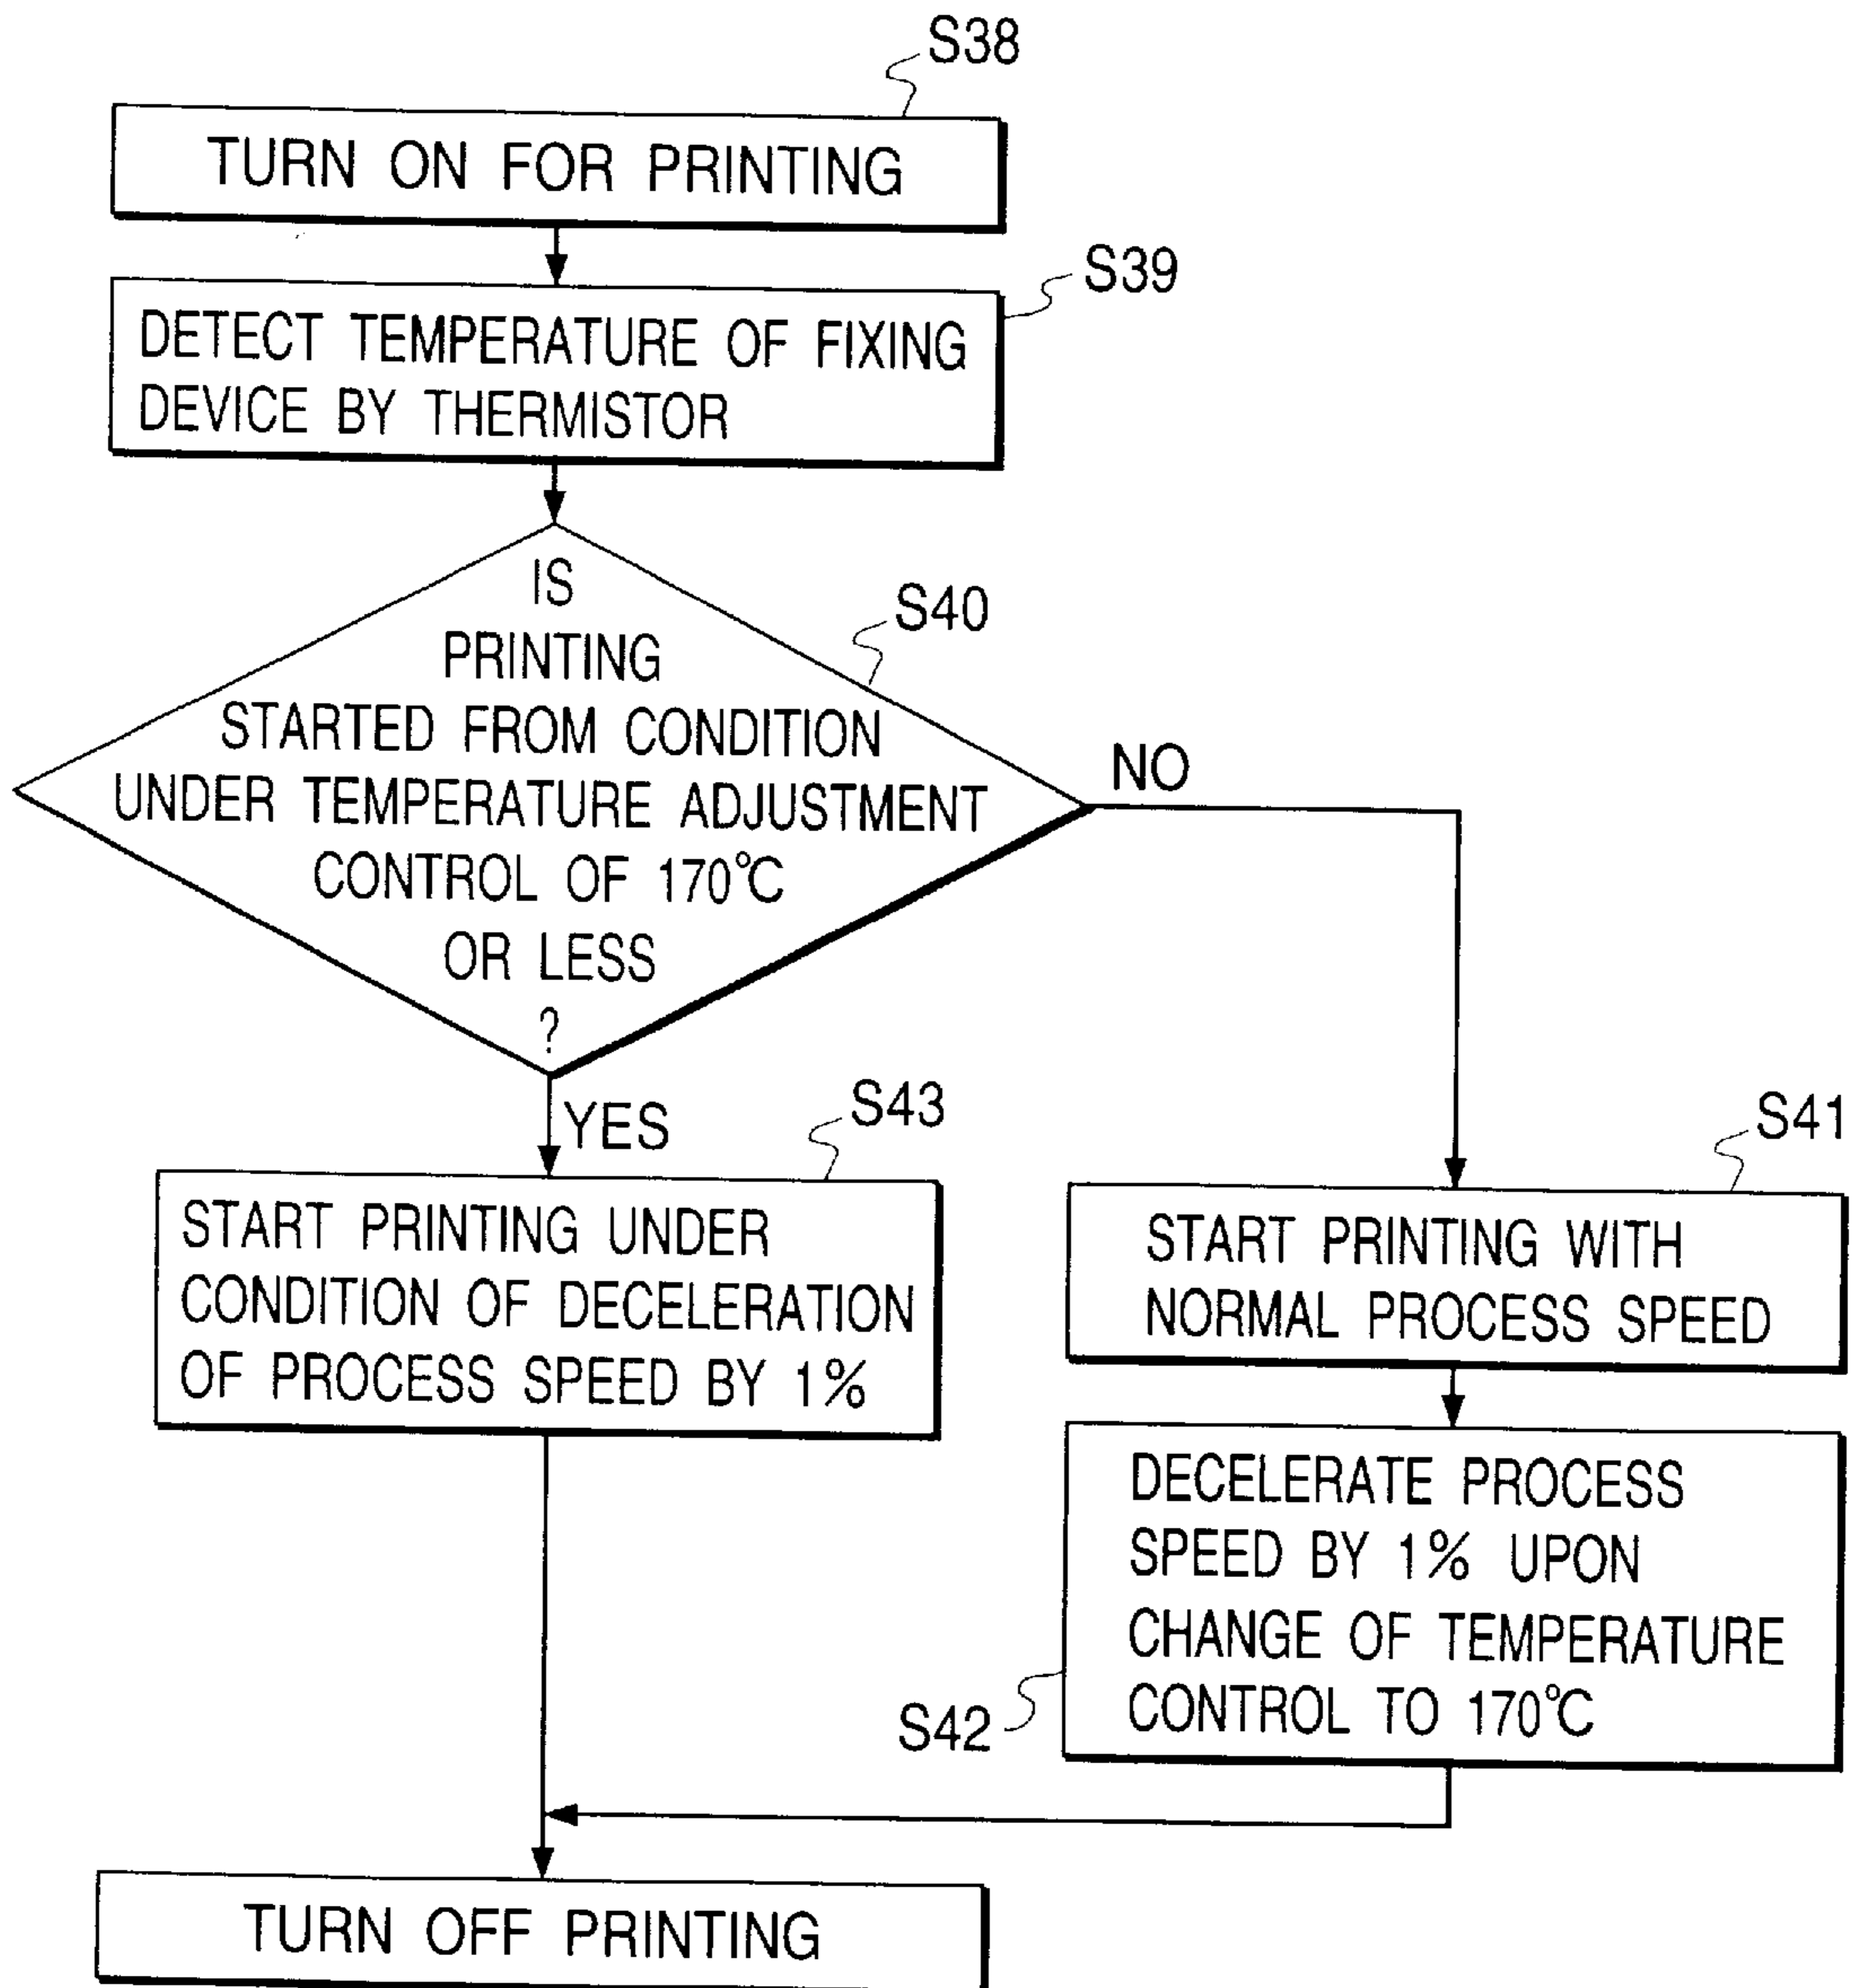 S38
TURN ON FOR PRINTING
S39
DETECT TEMPERATURE OF FIXING
DEVICE BY THERMISTOR
S40
IS
PRINTING
STARTED FROM CONDITION
UNDER TEMPERATURE ADJUSTMENT
CONTROL OF 170°C
OR LESS
?
NO
YES
S43
START PRINTING UNDER
CONDITION OF DECELERATION
OF PROCESS SPEED BY 1%
S41
START PRINTING WITH
NORMAL PROCESS SPEED
S42
DECELERATE PROCESS
SPEED BY 1% UPON
CHANGE OF TEMPERATURE
CONTROL TO 170°C
TURN OFF PRINTING